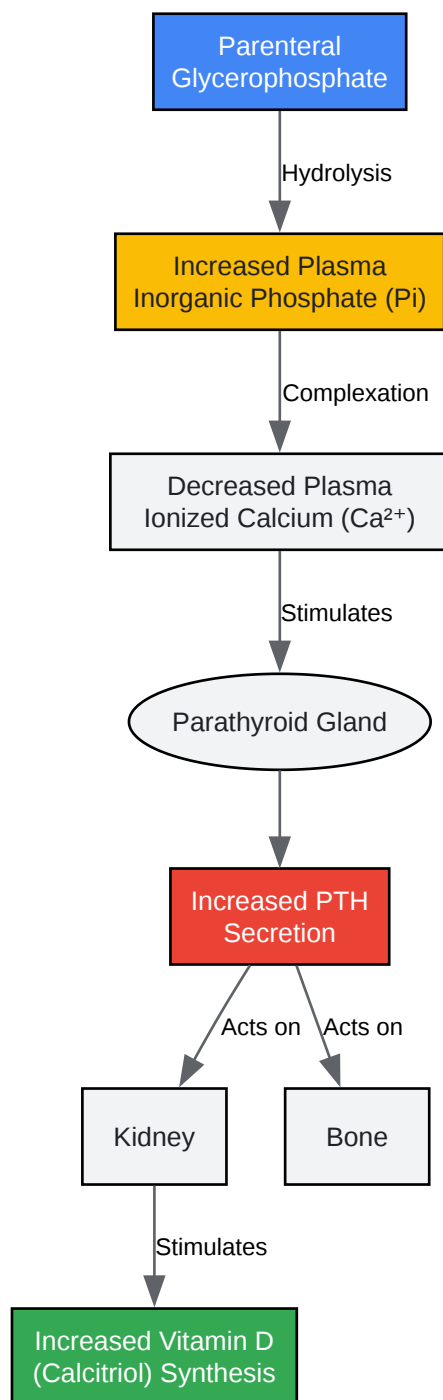 Parenteral
Glycerophosphate
Hydrolysis
Increased Plasma
Inorganic Phosphate (Pi)
Complexation
Decreased Plasma
Ionized Calcium (Ca²⁺)
Stimulates
Parathyroid Gland
Increased PTH
Secretion
Acts on
Acts on
Kidney
Bone
Stimulates
Increased Vitamin D
(Calcitriol) Synthesis